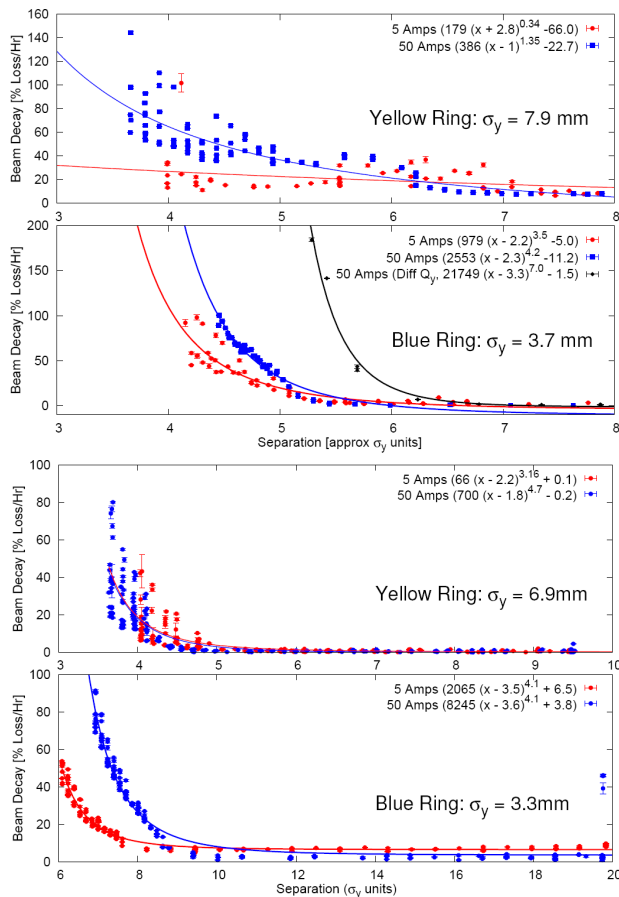 160
140
120
100
80
60
40
20
0
Beam Decay [% Loss/Hr]
5 Amps (179 (x + 2.8)^0.34 -66.0)
50 Amps (386 (x - 1)^1.35 -22.7)
Yellow Ring: σy = 7.9 mm
3 4 5 6 7 8
200
150
100
50
0
Beam Decay [% Loss/Hr]
5 Amps (979 (x - 2.2)^3.5 -5.0)
50 Amps (2553 (x - 2.3)^4.2 -11.2)
50 Amps (Diff Qy, 21749 (x - 3.3)^7.0 - 1.5)
Blue Ring: σy = 3.7 mm
3 4 5 6 7 8
Separation [approx σy units]
100
80
60
40
20
0
Beam Decay [% Loss/Hr]
5 Amps (66 (x - 2.2)^3.16 + 0.1)
50 Amps (700 (x - 1.8)^4.7 - 0.2)
Yellow Ring: σy = 6.9mm
3 4 5 6 7 8 9 10
100
80
60
40
20
0
Beam Decay [% Loss/Hr]
5 Amps (2065 (x - 3.5)^4.1 + 6.5)
50 Amps (8245 (x - 3.6)^4.1 + 3.8)
Blue Ring: σy = 3.3mm
6 8 10 12 14 16 18 20
Separation (σy units)